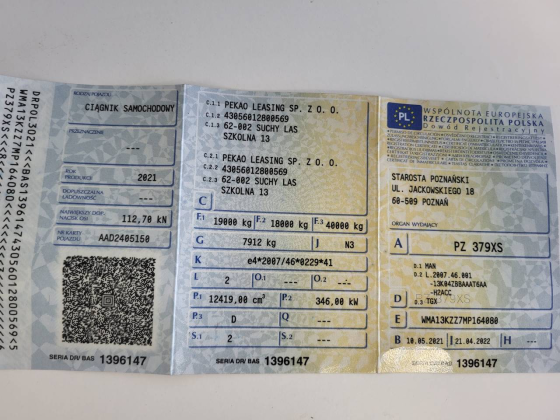 DRPOL3021<<BAS1396147430560128005​69<5
WMA13KZZ7MP164080
PZ379XS
RODZAJ POJAZDU
CIĄGNIK SAMOCHODOWY
PRZEZNACZENIE
---
ROK PRODUKCJI
2021
DOPUSZCZALNA ŁADOWNOŚĆ
---
NAJWIĘKSZY DOP. NACISK OSI
112,70 kN
NR KARTY POJAZDU
AAD2405150
SERIA DR/ BAS 1396147
C.1.1 PEKAO LEASING SP. Z O. O.
C.1.2 43056012800569
C.1.3 62-002 SUCHY LAS
SZKOLNA 13
C.2.1 PEKAO LEASING SP. Z O. O.
C.2.2 43056012800569
C.2.3 62-002 SUCHY LAS
SZKOLNA 13
C
F.1 19000 kg F.2 18000 kg F.3 40000 kg
G 7912 kg J N3
K e4*2007/46*0229*41
L 2 O.1 --- O.2 ---
P.1 12419,00 cm³ P.2 346,00 kW
P.3 D Q ---
S.1 2 S.2 ---
SERIA DR/ BAS 1396147
PL
WSPÓLNOTA EUROPEJSKA
RZECZPOSPOLITA POLSKA
Dowód Rejestracyjny
STAROSTA POZNAŃSKI
UL. JACKOWSKIEGO 18
60-509 POZNAŃ
ORGAN WYDAJĄCY
A PZ 379XS
D.1 MAN
D.2 L.2007.46.001
-13K04ZB8AAAT6AA
-H2ACC
D D.3 TGX
E WMA13KZZ7MP164080
B 10.05.2021 I 21.04.2022 H ---
SERIA DR/ BAS 1396147